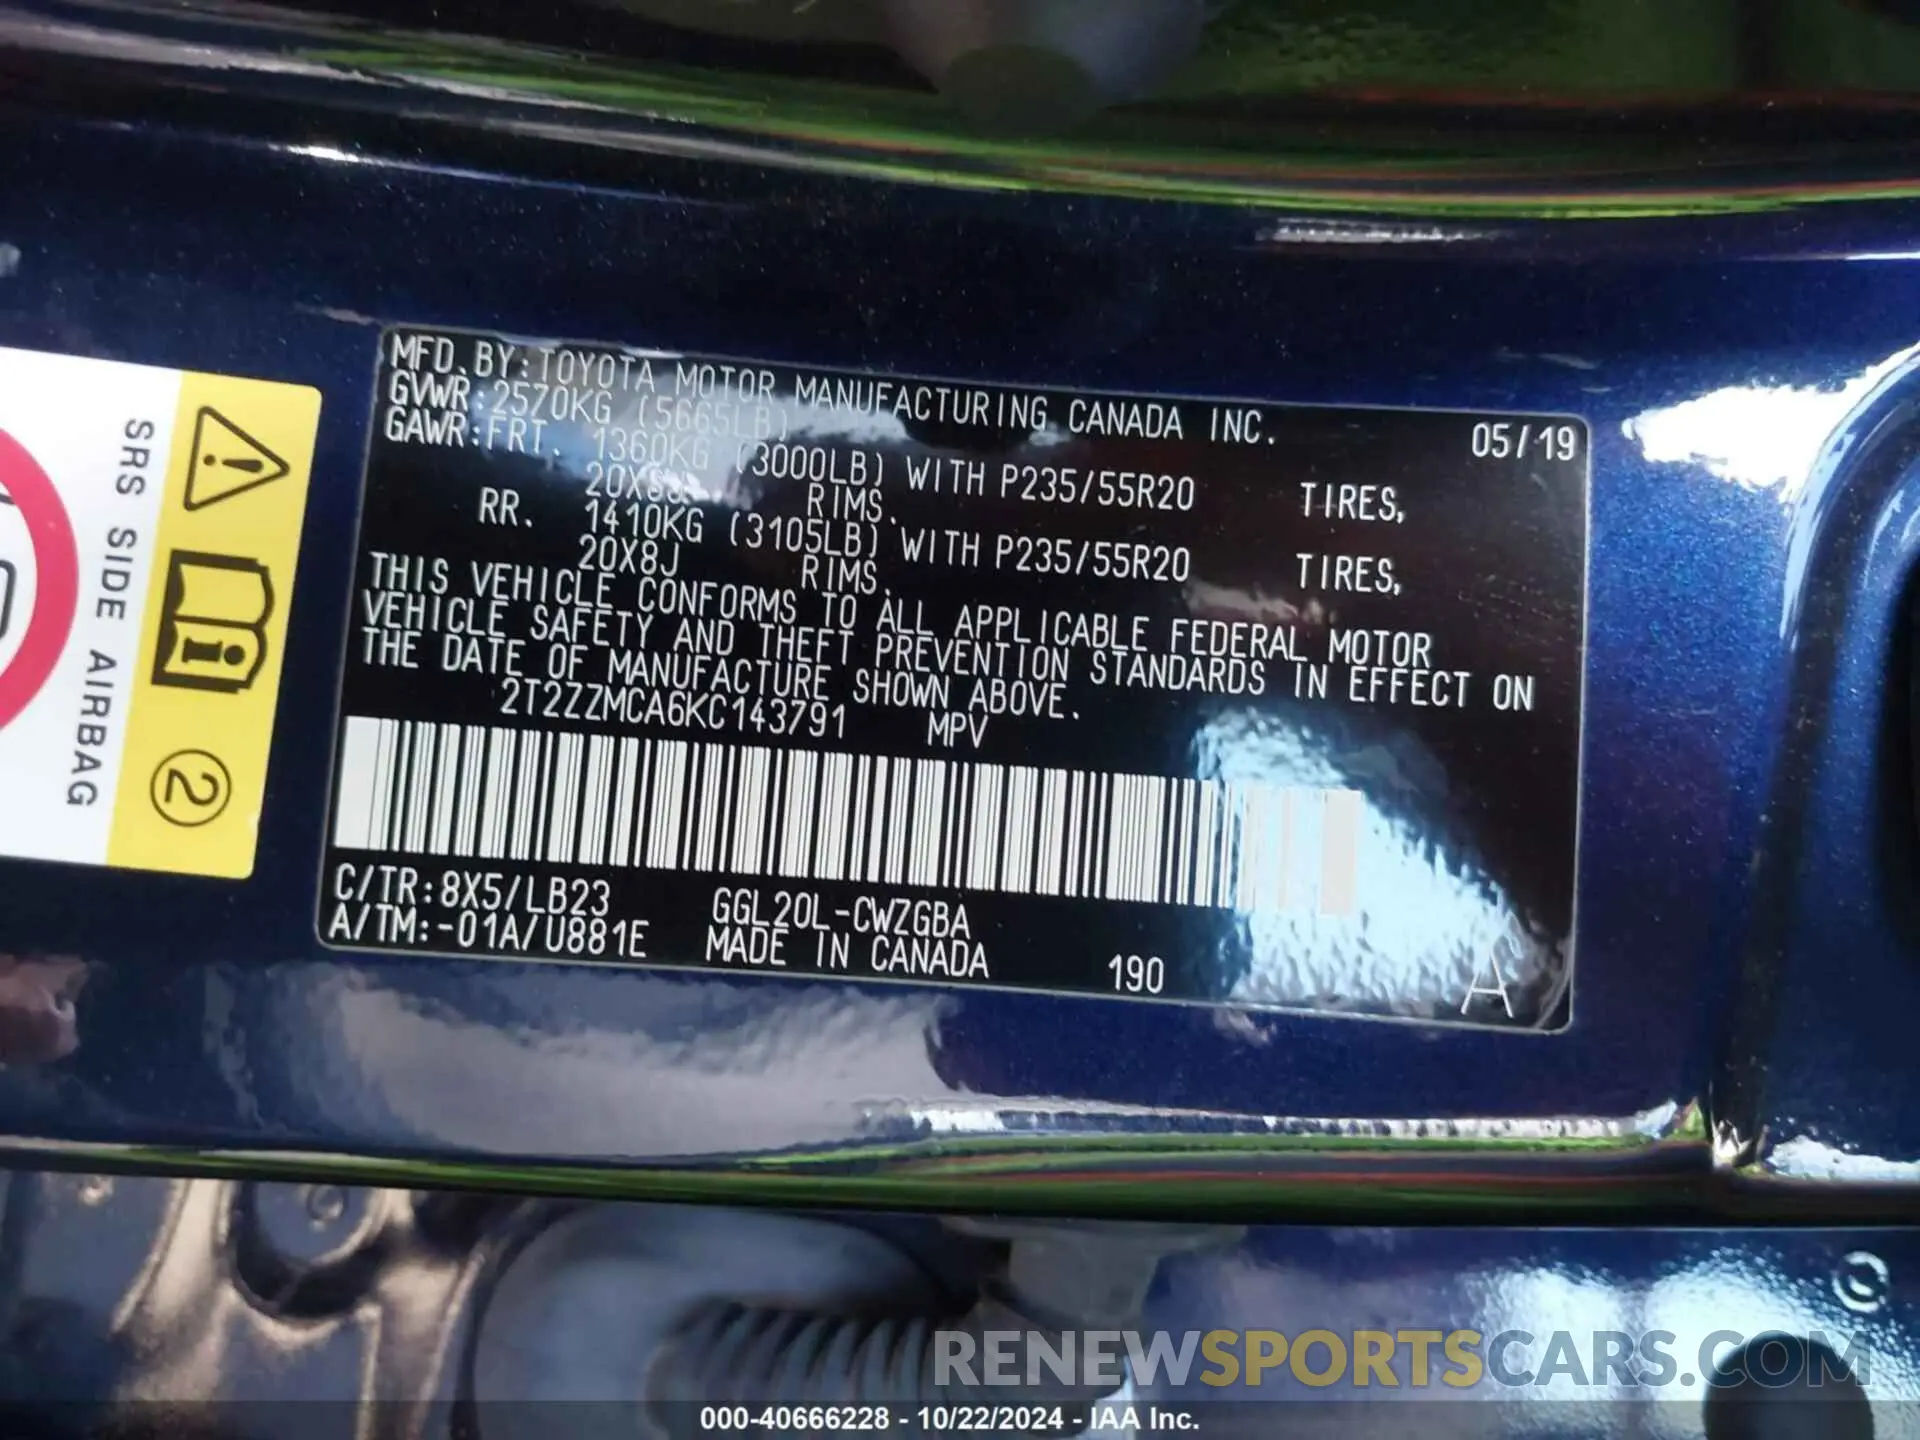 MFD.BY:TOYOTA MOTOR MANUFACTURING CANADA INC. 05/19
GVWR:2570KG (5665LB)
GAWR:FRT. 1360KG (3000LB) WITH P235/55R20 TIRES,
20X8J RIMS.
RR. 1410KG (3105LB) WITH P235/55R20 TIRES,
20X8J RIMS.
THIS VEHICLE CONFORMS TO ALL APPLICABLE FEDERAL MOTOR
VEHICLE SAFETY AND THEFT PREVENTION STANDARDS IN EFFECT ON
THE DATE OF MANUFACTURE SHOWN ABOVE.
2T2ZZMCA6KC143791 MPV
C/TR:8X5/LB23 GGL20L-CWZGBA
A/TM:-01A/U881E MADE IN CANADA 190 A
SRS SIDE AIRBAG
2
RENEWSPORTSCARS.COM
000-40666228 - 10/22/2024 - IAA Inc.